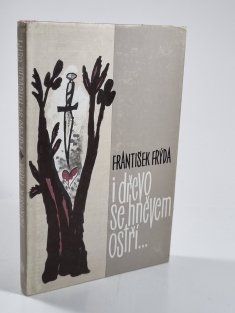 FRANTIŠEK FRÝDA
i dřevo
se hněvem
ostří...